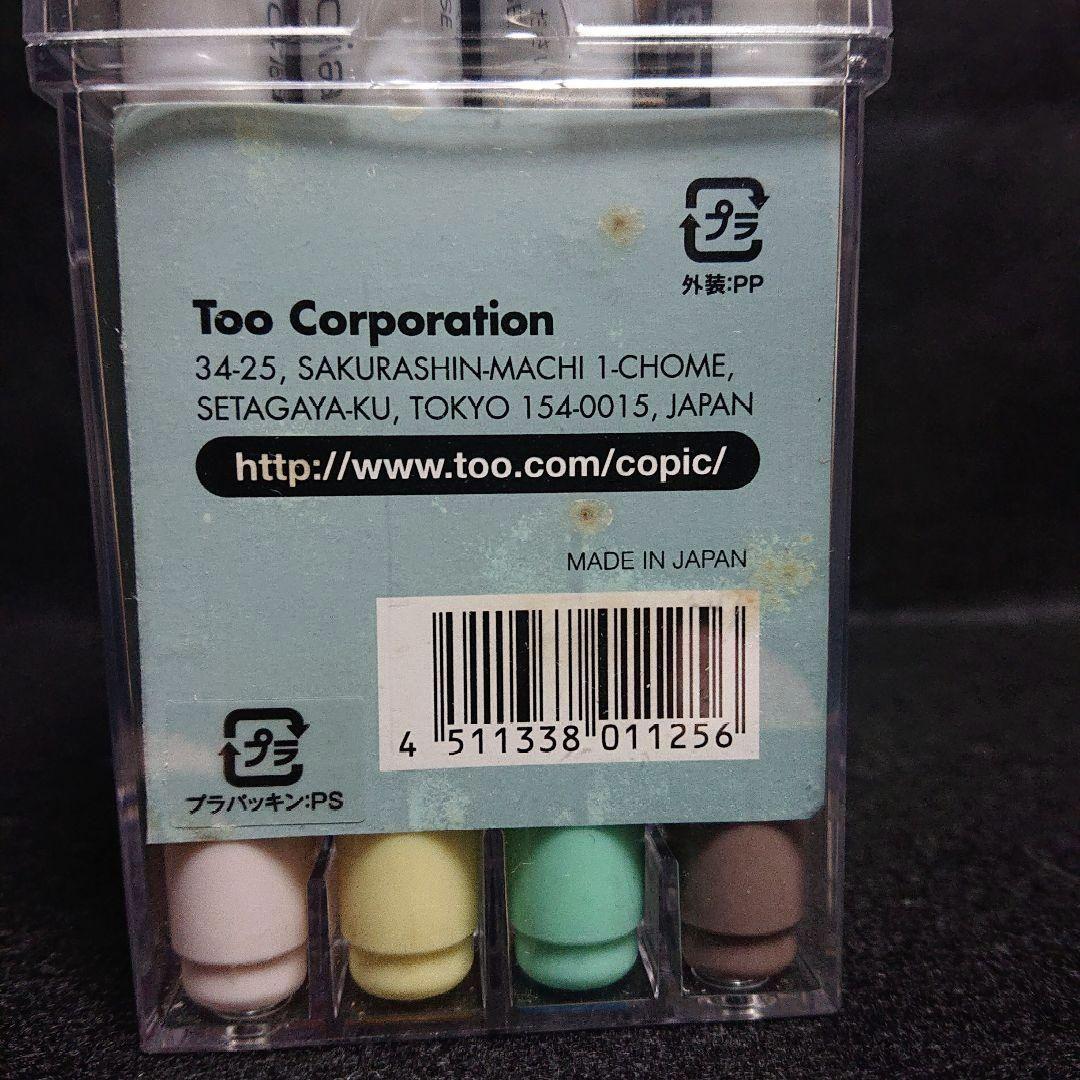 プラ
外装:PP
Too Corporation
34-25, SAKURASHIN-MACHI 1-CHOME,
SETAGAYA-KU, TOKYO 154-0015, JAPAN
http://www.too.com/copic/
MADE IN JAPAN
4 511338 011256
プラ
プラパッキン:PS